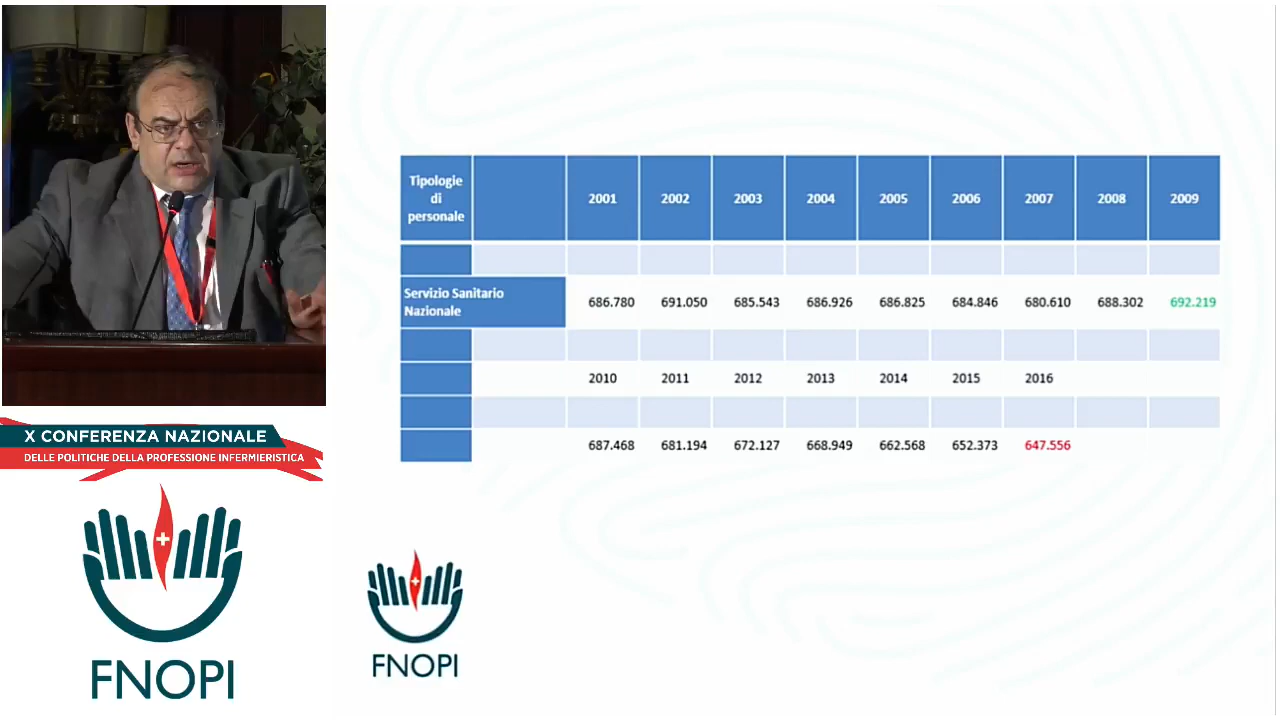 X CONFERENZA NAZIONALE
DELLE POLITICHE DELLA PROFESSIONE INFERMIERISTICA
FNOPI
Tipologie
di
personale
2001 2002 2003 2004 2005 2006 2007 2008 2009
Servizio Sanitario
Nazionale
686.780 691.050 685.543 686.926 686.825 684.846 680.610 688.302 692.219
2010 2011 2012 2013 2014 2015 2016
687.468 681.194 672.127 668.949 662.568 652.373 647.556
FNOPI